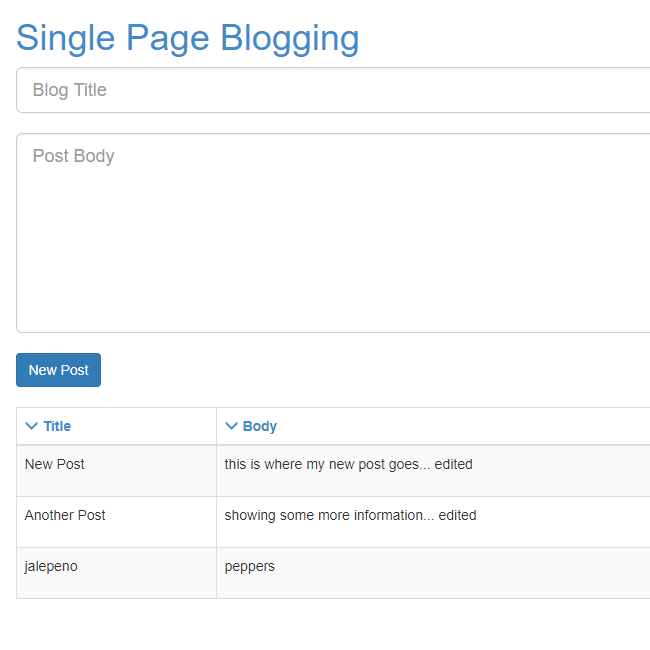 Single Page Blogging
Blog Title
Post Body
New Post
Title Body
New Post this is where my new post goes... edited
Another Post showing some more information... edited
jalepeno peppers